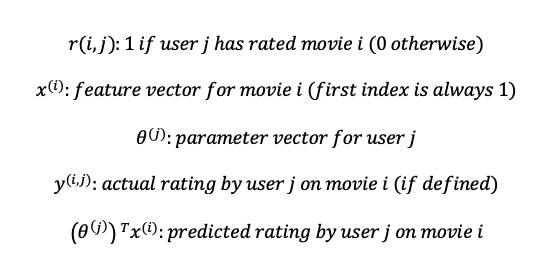 r(i,j): 1 if user j has rated movie i (0 otherwise)
x⁽ⁱ⁾: feature vector for movie i (first index is always 1)
θ⁽ʲ⁾: parameter vector for user j
y⁽ⁱ,ʲ⁾: actual rating by user j on movie i (if defined)
(θ⁽ʲ⁾)ᵀx⁽ⁱ⁾: predicted rating by user j on movie i